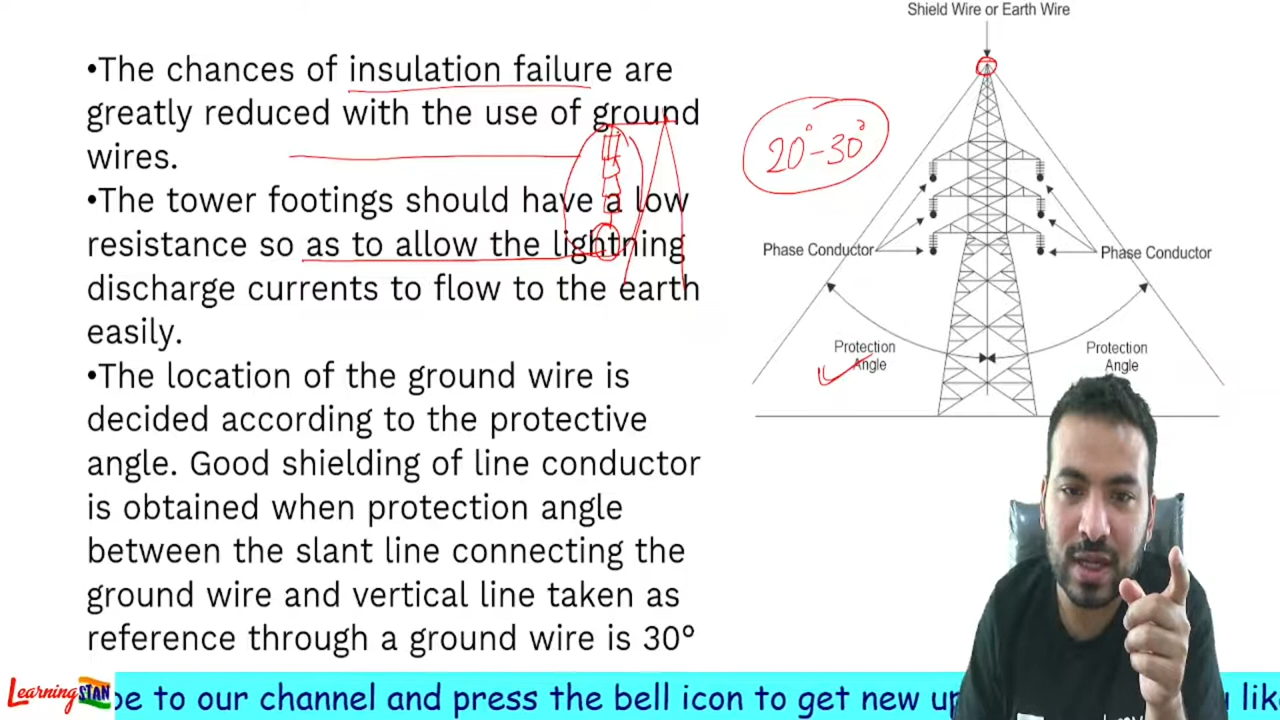 Shield Wire or Earth Wire
•The chances of insulation failure are
greatly reduced with the use of ground
wires.
•The tower footings should have a low
resistance so as to allow the lightning
discharge currents to flow to the earth
easily.
•The location of the ground wire is
decided according to the protective
angle. Good shielding of line conductor
is obtained when protection angle
between the slant line connecting the
ground wire and vertical line taken as
reference through a ground wire is 30°
20°-30°
Phase Conductor
Phase Conductor
Protection
Angle
Protection
Angle
LearningSTAN
be to our channel and press the bell icon to get new up
lik